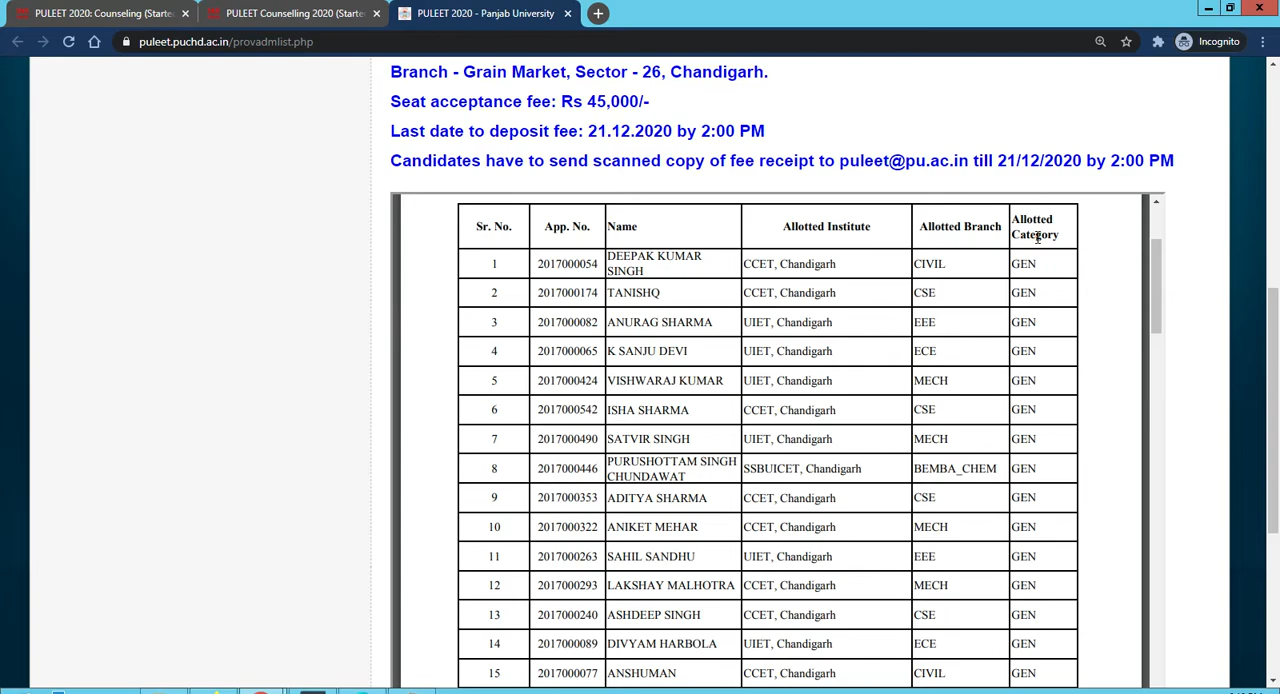 PULEET 2020: Counseling (Starte
PULEET Counselling 2020 (Starte
PULEET 2020 - Panjab University
puleet.puchd.ac.in/provadmlist.php
Incognito
Branch - Grain Market, Sector - 26, Chandigarh.
Seat acceptance fee: Rs 45,000/-
Last date to deposit fee: 21.12.2020 by 2:00 PM
Candidates have to send scanned copy of fee receipt to puleet@pu.ac.in till 21/12/2020 by 2:00 PM
Sr. No. App. No. Name Allotted Institute Allotted Branch Allotted Category
1 2017000054 DEEPAK KUMAR SINGH CCET, Chandigarh CIVIL GEN
2 2017000174 TANISHQ CCET, Chandigarh CSE GEN
3 2017000082 ANURAG SHARMA UIET, Chandigarh EEE GEN
4 2017000065 K SANJU DEVI UIET, Chandigarh ECE GEN
5 2017000424 VISHWARAJ KUMAR UIET, Chandigarh MECH GEN
6 2017000542 ISHA SHARMA CCET, Chandigarh CSE GEN
7 2017000490 SATVIR SINGH UIET, Chandigarh MECH GEN
8 2017000446 PURUSHOTTAM SINGH CHUNDAWAT SSBUICET, Chandigarh BEMBA_CHEM GEN
9 2017000353 ADITYA SHARMA CCET, Chandigarh CSE GEN
10 2017000322 ANIKET MEHAR CCET, Chandigarh MECH GEN
11 2017000263 SAHIL SANDHU UIET, Chandigarh EEE GEN
12 2017000293 LAKSHAY MALHOTRA CCET, Chandigarh MECH GEN
13 2017000240 ASHDEEP SINGH CCET, Chandigarh CSE GEN
14 2017000089 DIVYAM HARBOLA UIET, Chandigarh ECE GEN
15 2017000077 ANSHUMAN CCET, Chandigarh CIVIL GEN